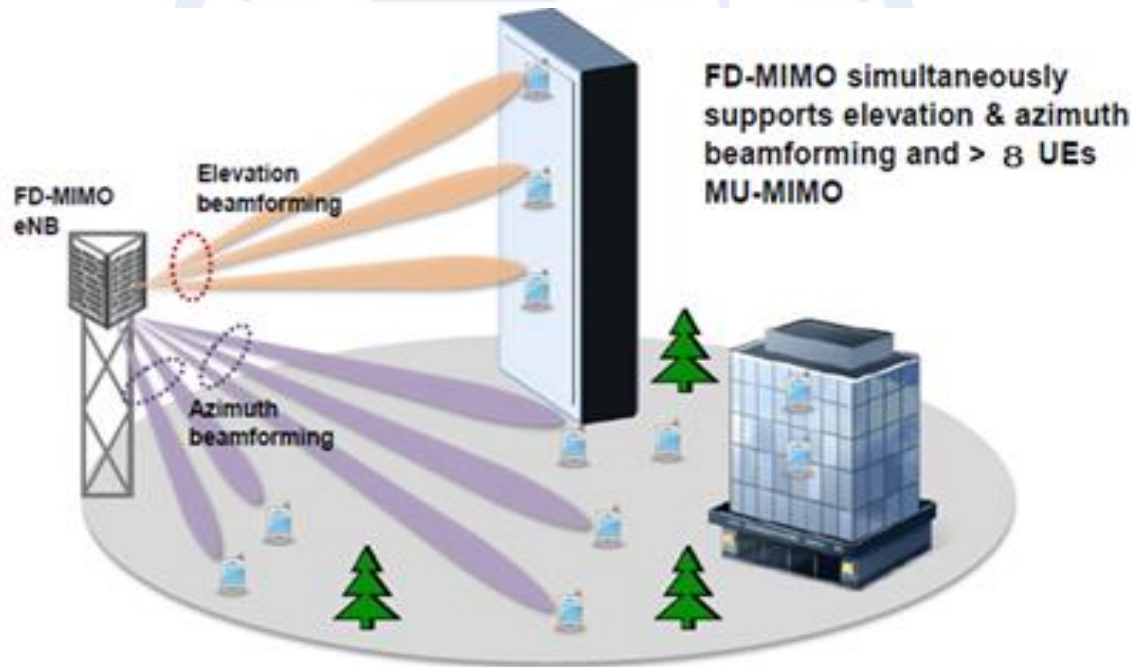 FD-MIMO simultaneously
supports elevation & azimuth
beamforming and > 8 UEs
MU-MIMO
Elevation
beamforming
FD-MIMO
eNB
Azimuth
beamforming